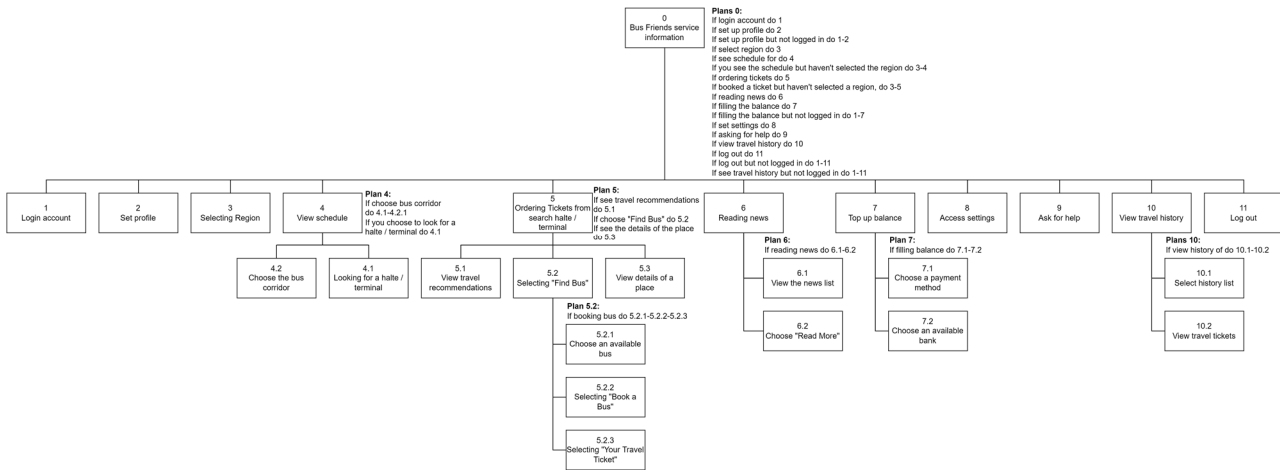 0
Bus Friends service
information
Plans 0:
If login account do 1
If set up profile do 2
If set up profile but not logged in do 1-2
If select region do 3
If see schedule for do 4
If you see the schedule but haven't selected the region do 3-4
If ordering tickets do 5
If booked a ticket but haven't selected a region, do 3-5
If reading news do 6
If filling the balance do 7
If filling the balance but not logged in do 1-7
If set settings do 8
If asking for help do 9
If view travel history do 10
If log out do 11
If log out but not logged in do 1-11
If see travel history but not logged in do 1-11
1
Login account
2
Set profile
3
Selecting Region
4
View schedule
Plan 4:
If choose bus corridor
do 4.1-4.2.1
If you choose to look for a
halte / terminal do 4.1
5
Ordering Tickets from
search halte /
terminal
Plan 5:
If see travel recommendations
do 5.1
If choose "Find Bus" do 5.2
If see the details of the place
do 5.3
6
Reading news
7
Top up balance
8
Access settings
9
Ask for help
10
View travel history
11
Log out
4.2
Choose the bus
corridor
4.1
Looking for a halte /
terminal
5.1
View travel
recommendations
5.2
Selecting "Find Bus"
5.3
View details of a
place
Plan 6:
If reading news do 6.1-6.2
6.1
View the news list
6.2
Choose "Read More"
Plan 7:
If filling balance do 7.1-7.2
7.1
Choose a payment
method
7.2
Choose an available
bank
Plans 10:
If view history of do 10.1-10.2
10.1
Select history list
10.2
View travel tickets
Plan 5.2:
If booking bus do 5.2.1-5.2.2-5.2.3
5.2.1
Choose an available
bus
5.2.2
Selecting "Book a
Bus"
5.2.3
Selecting "Your Travel
Ticket"